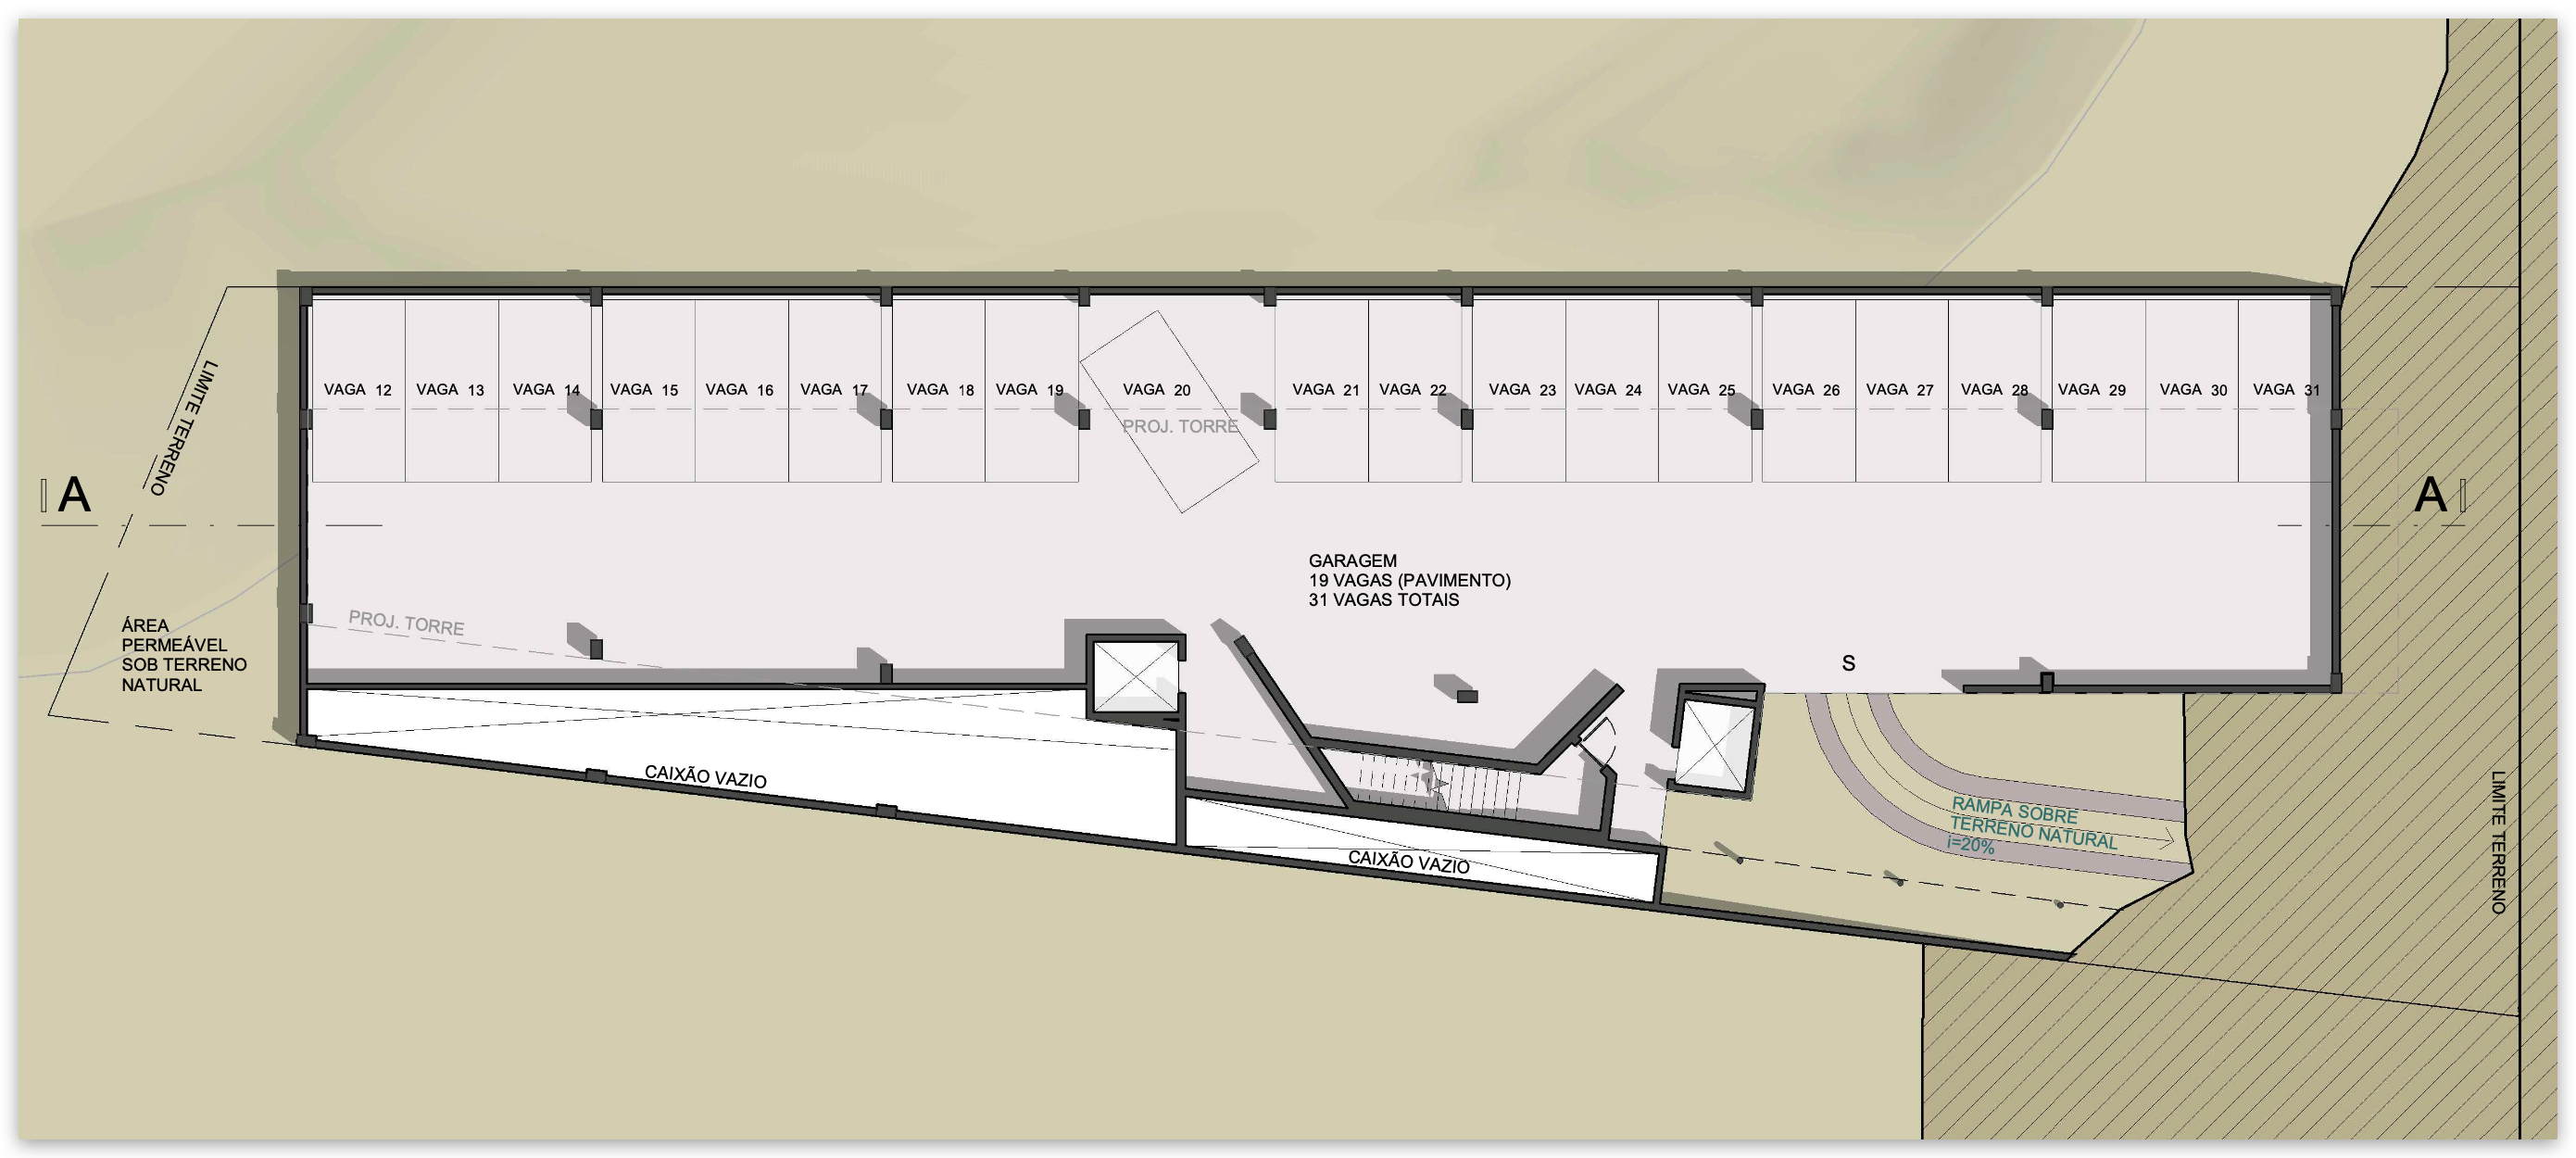 VAGA 12
VAGA 13
VAGA 14
VAGA 15
VAGA 16
VAGA 17
VAGA 18
VAGA 19
VAGA 20
VAGA 21
VAGA 22
VAGA 23
VAGA 24
VAGA 25
VAGA 26
VAGA 27
VAGA 28
VAGA 29
VAGA 30
VAGA 31
PROJ. TORRE
LIMITE TERRENO
A
A
GARAGEM
19 VAGAS (PAVIMENTO)
31 VAGAS TOTAIS
PROJ. TORRE
ÁREA
PERMEÁVEL
SOB TERRENO
NATURAL
S
CAIXÃO VAZIO
RAMPA SOBRE
TERRENO NATURAL
i=20%
CAIXÃO VAZIO
LIMITE TERRENO